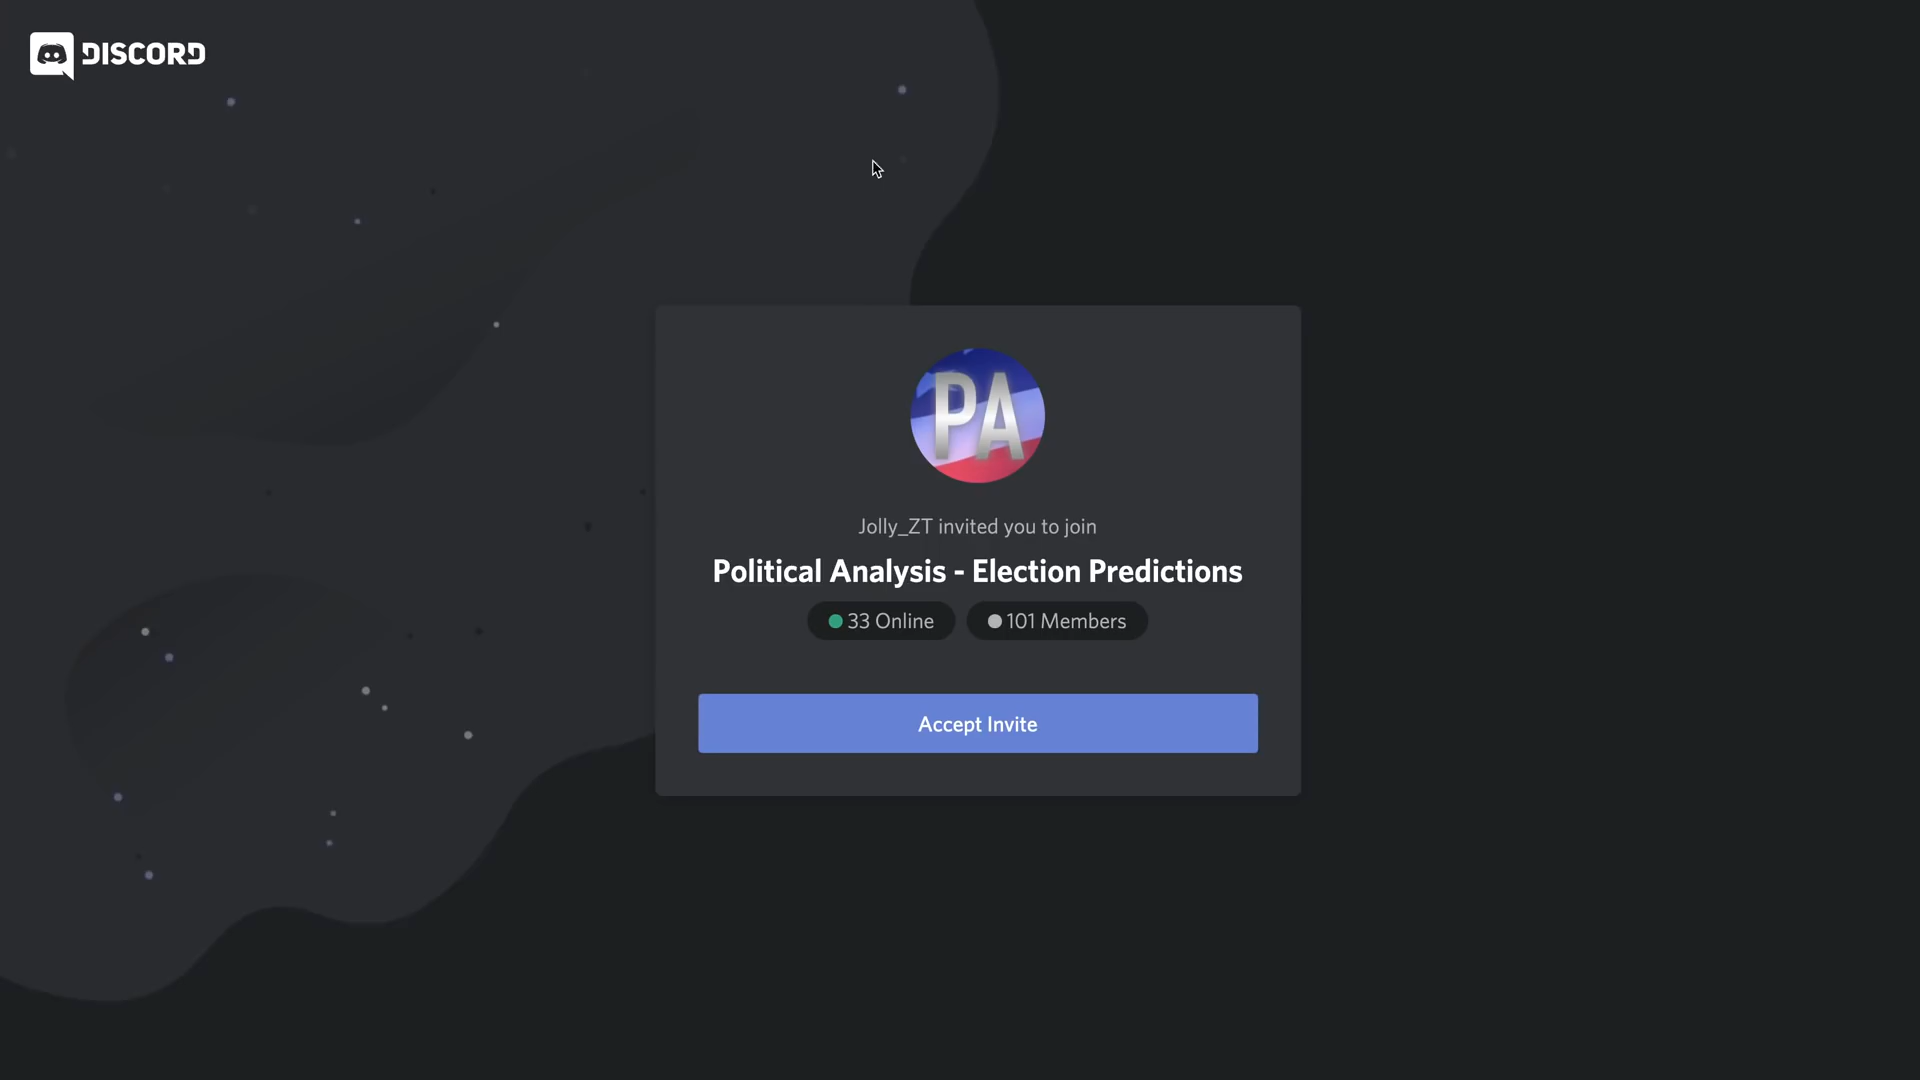 DISCORD
PA
Jolly_ZT invited you to join
Political Analysis - Election Predictions
33 Online 101 Members
Accept Invite